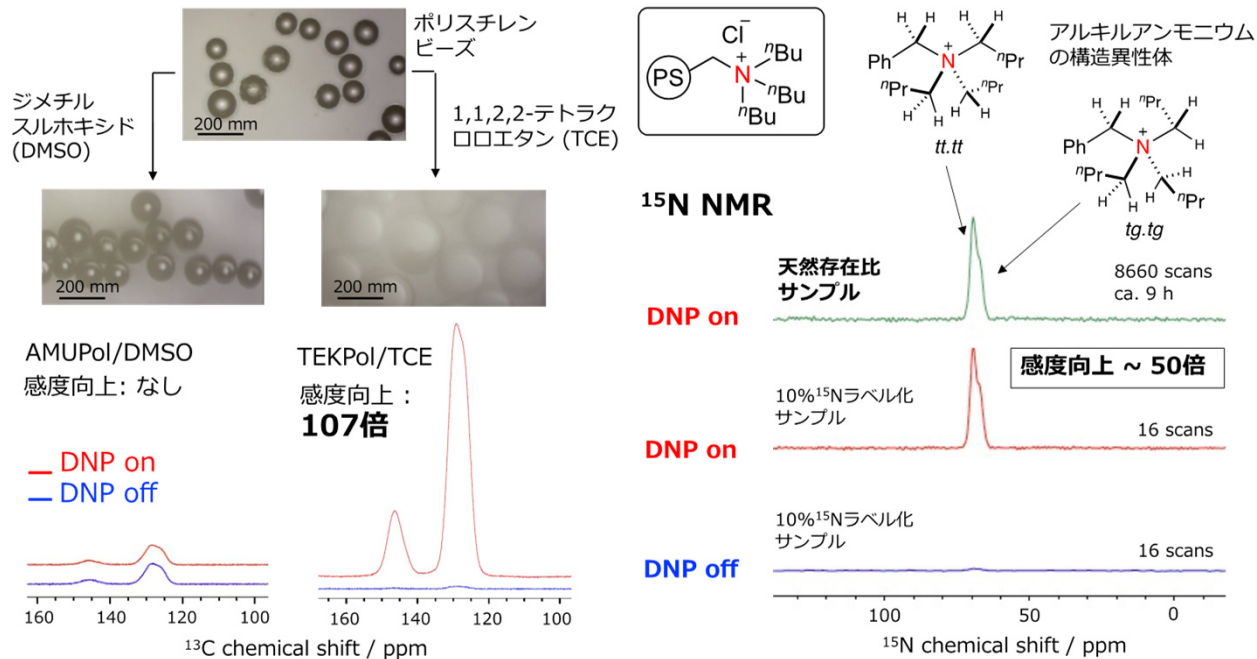 ポリスチレン
ビーズ
ジメチル
スルホキシド
(DMSO)
200 mm
1,1,2,2-テトラク
ロロエタン (TCE)
200 mm
200 mm
AMUPol/DMSO
感度向上: なし
TEKPol/TCE
感度向上 :
107倍
DNP on
DNP off
160 140 120 100
160 140 120 100
¹³C chemical shift / ppm
Cl⁻
PS
N⁺
ⁿBu
ⁿBu
ⁿBu
H H H H
Ph N⁺ ⁿPr
ⁿPr ⁿPr
H H H H
tt.tt
アルキルアンモニウム
の構造異性体
H H ⁿPr H
Ph N⁺ H
ⁿPr H
H H H ⁿPr
tg.tg
¹⁵N NMR
天然存在比
サンプル
8660 scans
ca. 9 h
DNP on
感度向上 ~ 50倍
10%¹⁵Nラベル化
サンプル
16 scans
DNP on
10%¹⁵Nラベル化
サンプル
16 scans
DNP off
100 50 0
¹⁵N chemical shift / ppm